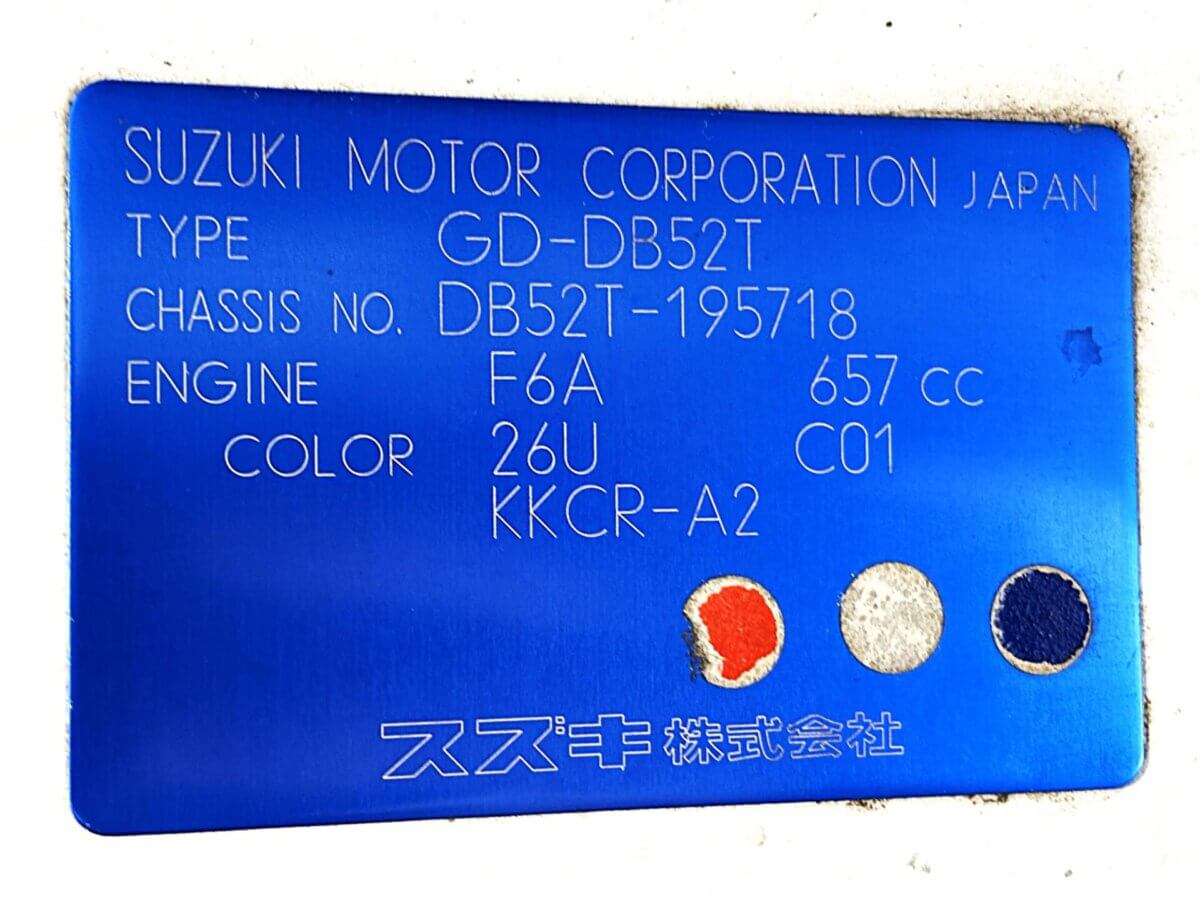 SUZUKI MOTOR CORPORATION JAPAN
TYPE GD-DB52T
CHASSIS NO. DB52T-195718
ENGINE F6A 657 cc
COLOR 26U C01
KKCR-A2
スズキ株式会社